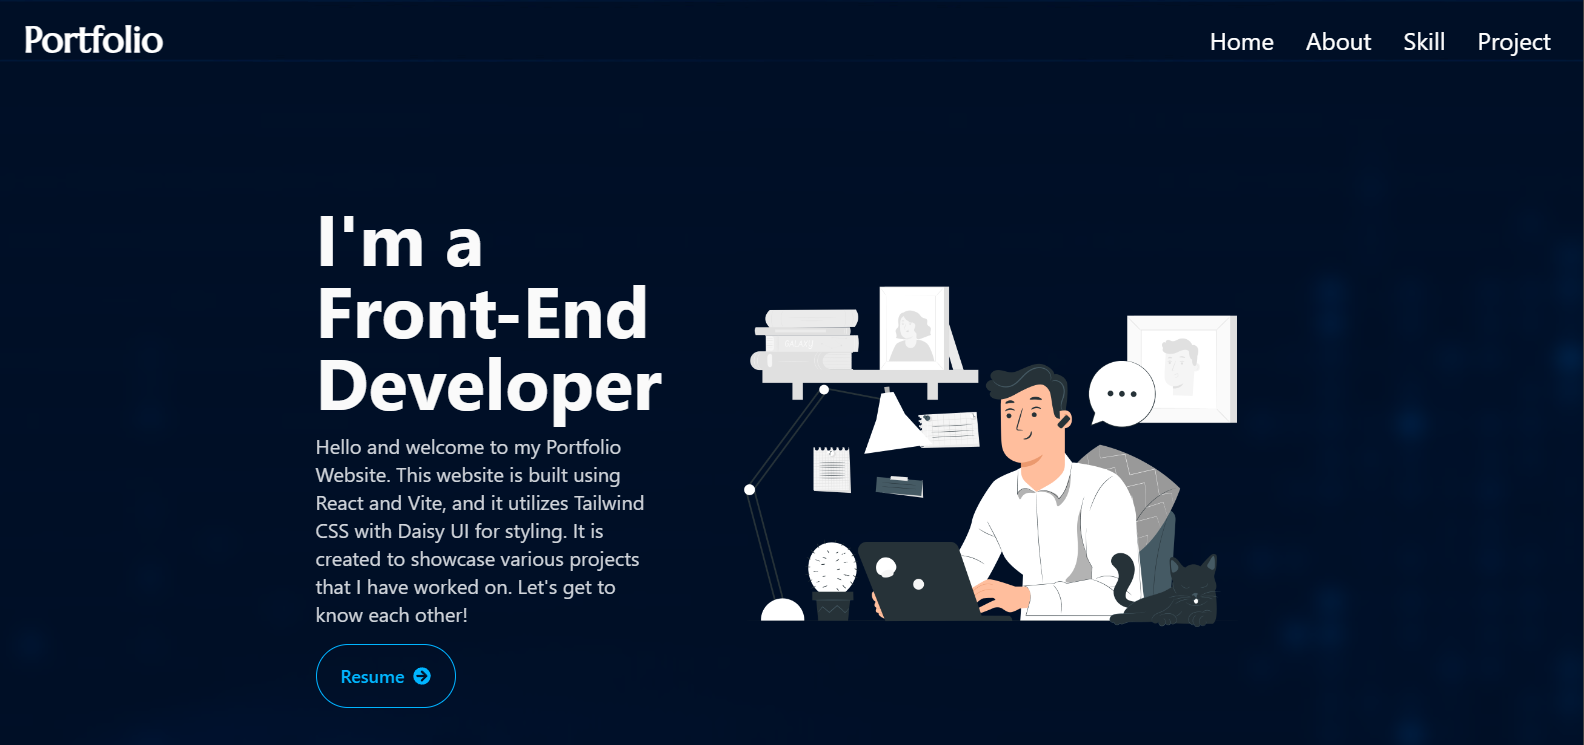 Portfolio
Home About Skill Project
I'm a
Front-End
Developer
Hello and welcome to my Portfolio
Website. This website is built using
React and Vite, and it utilizes Tailwind
CSS with Daisy UI for styling. It is
created to showcase various projects
that I have worked on. Let's get to
know each other!
Resume